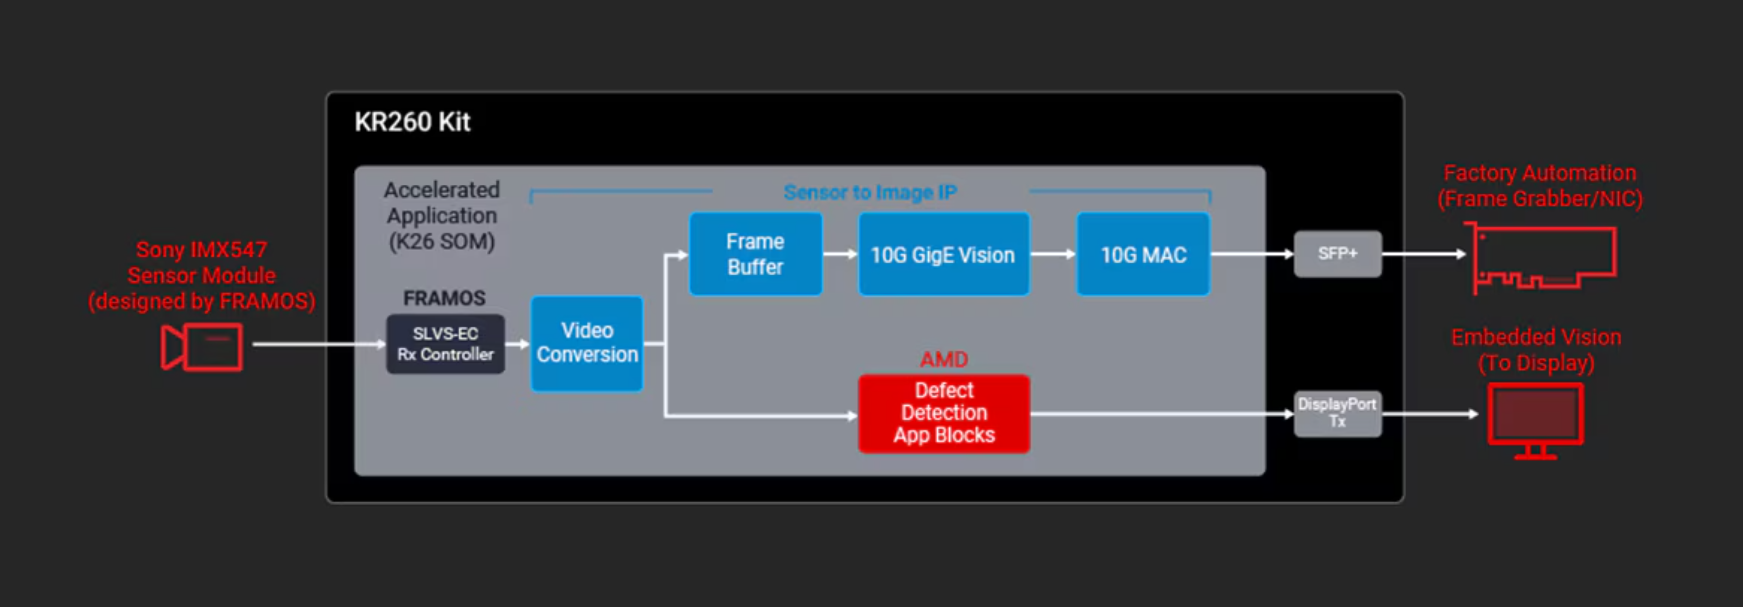 KR260 Kit
Accelerated
Application
(K26 SOM)
Sensor to Image IP
Sony IMX547
Sensor Module
(designed by FRAMOS)
FRAMOS
SLVS-EC
Rx Controller
Video
Conversion
Frame
Buffer
10G GigE Vision
10G MAC
SFP+
Factory Automation
(Frame Grabber/NIC)
AMD
Defect
Detection
App Blocks
DisplayPort
Tx
Embedded Vision
(To Display)